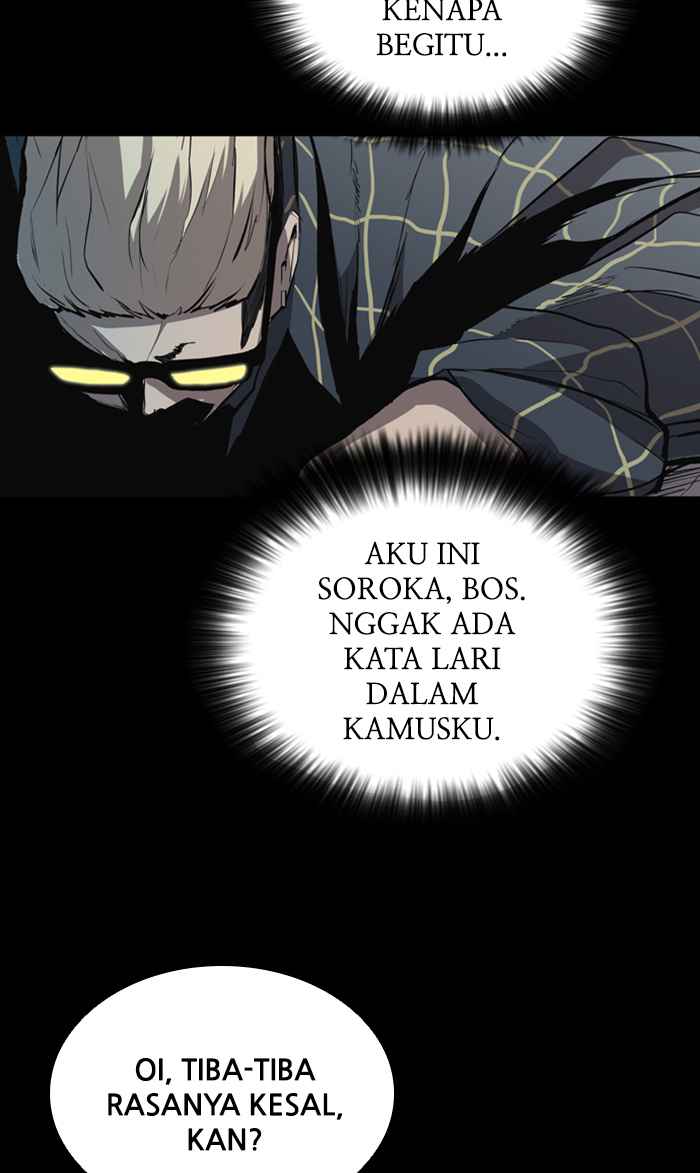 KENAPA
BEGITU...
AKU INI
SOROKA, BOS.
NGGAK ADA
KATA LARI
DALAM
KAMUSKU.
OI, TIBA-TIBA
RASANYA KESAL,
KAN?